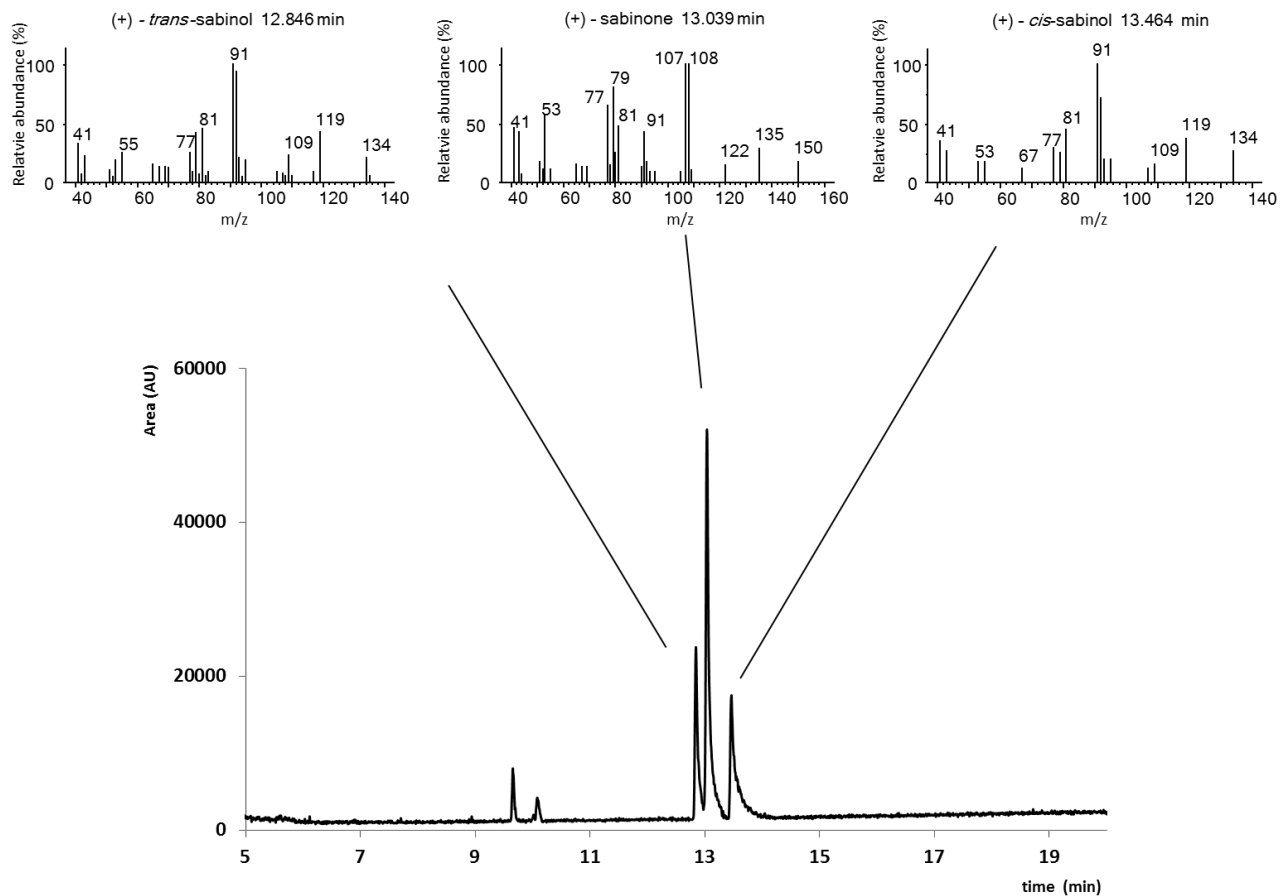 (+) - trans-sabinol 12.846 min
Relatvie abundance (%)
100
50
0
41
55
77
81
91
109
119
134
40 60 80 100 120 140
m/z
(+) - sabinone 13.039 min
Relatvie abundance (%)
100
50
0
41
53
77
79
81
91
107 108
122
135
150
40 60 80 100 120 140 160
m/z
(+) - cis-sabinol 13.464 min
Relatvie abundance (%)
100
50
0
41
53
67
77
81
91
109
119
134
40 60 80 100 120 140
m/z
Area (AU)
60000
40000
20000
0
5 7 9 11 13 15 17 19
time (min)